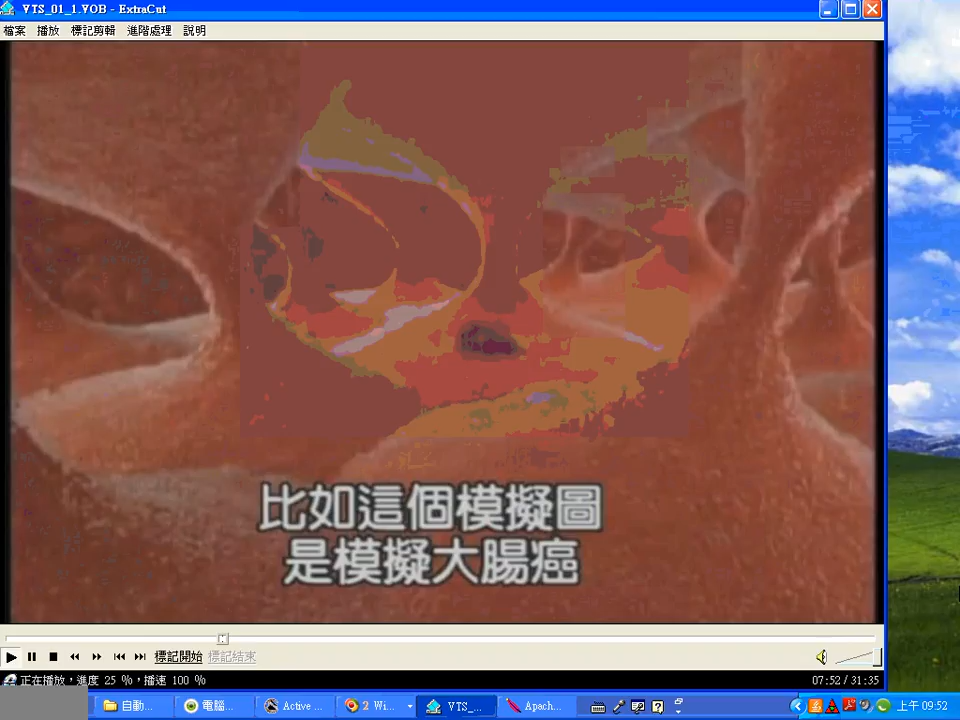 VTS_01_1.VOB - ExtraCut
檔案 播放 標記剪輯 進階處理 說明
比如這個模擬圖
是模擬大腸癌
標記開始 標記結束
正在播放，進度 25 %，播速 100 %
07:52 / 31:35
自動...
電腦...
Active ...
2 Wi...
VTS_...
Apach...
上午 09:52